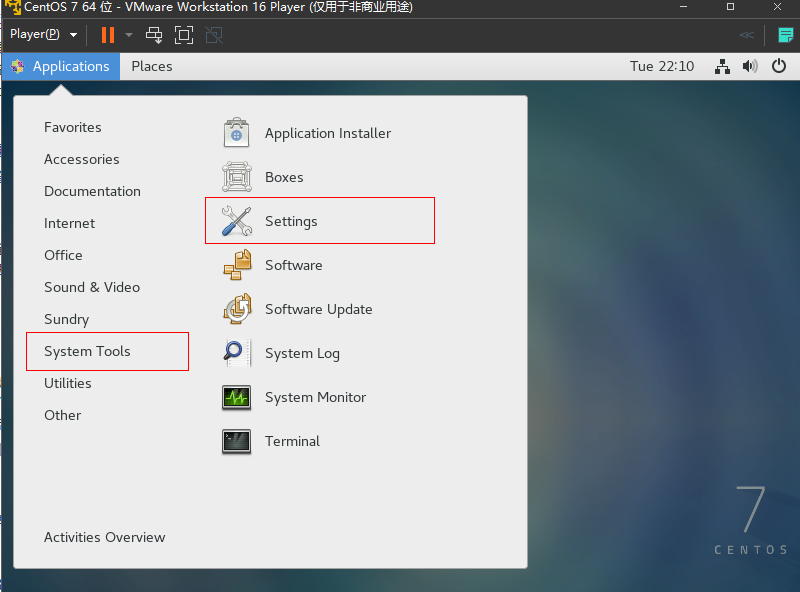 CentOS 7 64 位 - VMware Workstation 16 Player (仅用于非商业用途)
Player(P)
Applications Places Tue 22:10
Favorites
Accessories
Documentation
Internet
Office
Sound & Video
Sundry
System Tools
Utilities
Other
Activities Overview
Application Installer
Boxes
Settings
Software
Software Update
System Log
System Monitor
Terminal
7
CENTOS